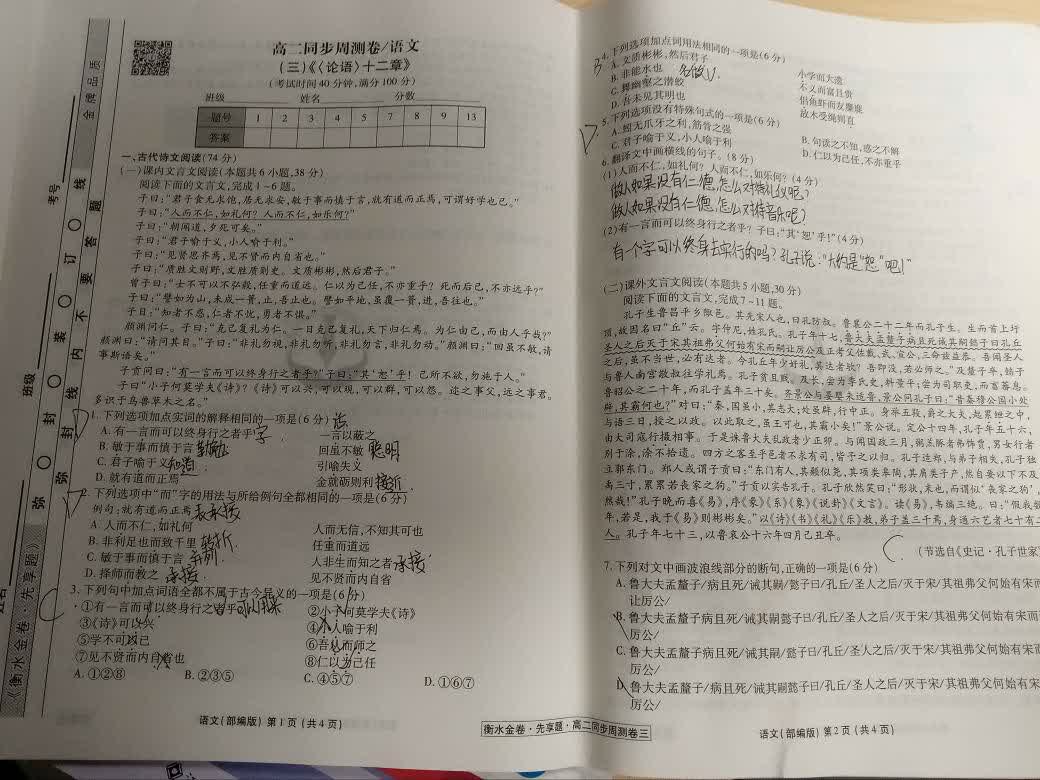 高二同步周测卷/语文
(三)《〈论语〉十二章》
(考试时间40分钟,满分100分)
班级 姓名 分数
题号 1 2 3 4 5 6 7 8 9 13
答案
一、古代诗文阅读(74分)
(一)课内文言文阅读(本题共6小题,38分)
阅读下面的文言文,完成1~6题。
子曰:“君子食无求饱,居无求安,敏于事而慎于言,就有道而正焉,可谓好学也已。”
子曰:“人而不仁,如礼何?人而不仁,如乐何?”
子曰:“朝闻道,夕死可矣。”
子曰:“君子喻于义,小人喻于利。”
子曰:“见贤思齐焉,见不贤而内自省也。”
子曰:“质胜文则野,文胜质则史。文质彬彬,然后君子。”
曾子曰:“士不可以不弘毅,任重而道远。仁以为己任,不亦重乎?死而后已,不亦远乎?”
子曰:“譬如为山,未成一篑,止,吾止也。譬如平地,虽覆一篑,进,吾往也。”
子曰:“知者不惑,仁者不忧,勇者不惧。”
颜渊问仁。子曰:“克己复礼为仁。一日克己复礼,天下归仁焉。为仁由己,而由人乎哉?”
颜渊曰:“请问其目。”子曰:“非礼勿视,非礼勿听,非礼勿言,非礼勿动。”颜渊曰:“回虽不敏,请
事斯语矣。”
子贡问曰:“有一言而可以终身行之者乎?”子曰:“其‘恕’乎!己所不欲,勿施于人。”
子曰“小子何莫学夫《诗》?《诗》可以兴,可以观,可以群,可以怨。迩之事父,远之事君。
多识于鸟兽草木之名。”
1.下列选项加点实词的解释相同的一项是(6分)
A.有一言而可以终身行之者乎 字 一言以蔽之
B.敏于事而慎于言 勤勉 回虽不敏 聪明
C.君子喻于义 知道 引喻失义
D.就有道而正焉 金就砺则利 接近
2.下列选项中“而”字的用法与所给例句全都相同的一项是(6分)
例句:就有道而正焉 表承接
A.人而不仁,如礼何 人而无信,不知其可也
B.非利足也而致千里 转折 任重而道远
C.敏于事而慎于言 人非生而知之者 承接
D.择师而教之 承接 见不贤而内自省
3.下列句中加点词语全都不属于古今异义的一项是(6分)
①有一言而可以终身行之者乎 可以用来 ②小子何莫学夫《诗》
③《诗》可以兴 ④小人喻于利
⑤学不可以已 ⑥吾从而师之
⑦见不贤而内自省也 ⑧仁以为己任
A.①②⑧ B.②③⑤ C.④⑤⑦ D.①⑥⑦
语文(部编版) 第1页(共4页)
4.下列选项加点词用法相同的一项是(6分)
A.文质彬彬,然后君子 小学而大遗
B.非能水也 名做V. 不义而富且贵
C.舞幽壑之潜蛟 侣鱼虾而友麋鹿
D.吾未见其明也 故木受绳则直
5.下列选项没有特殊句式的一项是(6分)
A.蚓无爪牙之利,筋骨之强 B.句读之不知,惑之不解
C.君子喻于义,小人喻于利 D.仁以为己任,不亦重乎
6.翻译文中画横线的句子。(8分)
(1)人而不仁,如礼何?人而不仁,如乐何?(4分)
做人如果没有仁德,怎么对待礼仪呢?
做人如果没有仁德,怎么对待音乐呢?
(2)有一言而可以终身行之者乎?子曰:“其‘恕’乎!”(4分)
有一个字可以终身去实行的吗?孔子说:“大约是“恕”吧!”
(二)课外文言文阅读(本题共5小题,30分)
阅读下面的文言文,完成7~11题。
孔子生鲁昌平乡陬邑。其先宋人也,曰孔防叔。鲁襄公二十二年而孔子生。生而首上圩
顶,故因名曰“丘”云。字仲尼,姓孔氏。孔子年十七,鲁大夫孟釐子病且死诫其嗣懿子曰孔丘
圣人之后灭于宋其祖弗父何始有宋而嗣让厉公及正考父佐戴、武、宣公,三命兹益恭。吾闻圣人
之后,虽不当世,必有达者。今孔丘年少好礼,其达者欤?吾即没,若必师之。”及釐子卒,懿子
与鲁人南宫敬叔往学礼焉。孔子贫且贱。及长,尝为季氏史,料量平;尝为司职吏,而畜蕃息。
鲁昭公之二十年,而孔子盖年三十矣。齐景公与晏婴来适鲁,景公问孔子曰:“昔秦穆公国小处
辟,其霸何也?”对曰:“秦,国虽小,其志大;处虽辟,行中正。身举五羖,爵之大夫,起累绁之中,
与语三日,授之以政。以此取之,虽王可也,其霸小矣!”景公说。定公十四年,孔子年五十六,
由大司寇行摄相事。于是诛鲁大夫乱政者少正卯。与闻国政三月,粥羔豚者弗饰贾,男女行者
别于涂,涂不拾遗。四方之客至乎邑者不求有司,皆予之以归。孔子适郑,与弟子相失,孔子独
立郭东门。郑人或谓子贡曰:“东门有人,其颡似尧,其项类皋陶,其肩类子产,然自要以下不及
禹三寸,累累若丧家之狗。”子贡以实告孔子。孔子欣然笑曰:“形状,末也,而谓似‘丧家之狗’,
然哉!”孔子晚而喜《易》,序《彖》《系》《象》《说卦》《文言》。读《易》,韦编三绝。曰:“假我数
年,若是,我于《易》则彬彬矣。”以《诗》《书》《礼》《乐》教,弟子盖三千焉,身通六艺者七十有二
人。孔子年七十三,以鲁哀公十六年四月己丑卒。
(节选自《史记·孔子世家
7.下列对文中画波浪线部分的断句,正确的一项是(6分)
A.鲁大夫孟釐子/病且死/诫其嗣/懿子曰/孔丘/圣人之后/灭于宋/其祖弗父何/始有宋而
让厉公/
B.鲁大夫孟釐子病且死/诫其嗣懿子曰/孔丘/圣人之后/灭于宋/其祖弗父何始有宋而
厉公/
C.鲁大夫孟釐子病且死/诫其嗣/懿子曰/孔丘/圣人之后/灭于宋/其祖弗父何/始有宋而
厉公/
D.鲁大夫孟釐子/病且死/诫其嗣懿子曰/孔丘/圣人之后/灭于宋/其祖弗父何/始有宋而
厉公/
语文(部编版) 第2页(共4页)
衡水金卷·先享题·高二同步周测卷三
《衡水金卷·先享题》
金牌品质
班级
考号
弥 封 线 内 不 要 答 题
弥 封 装 订 线